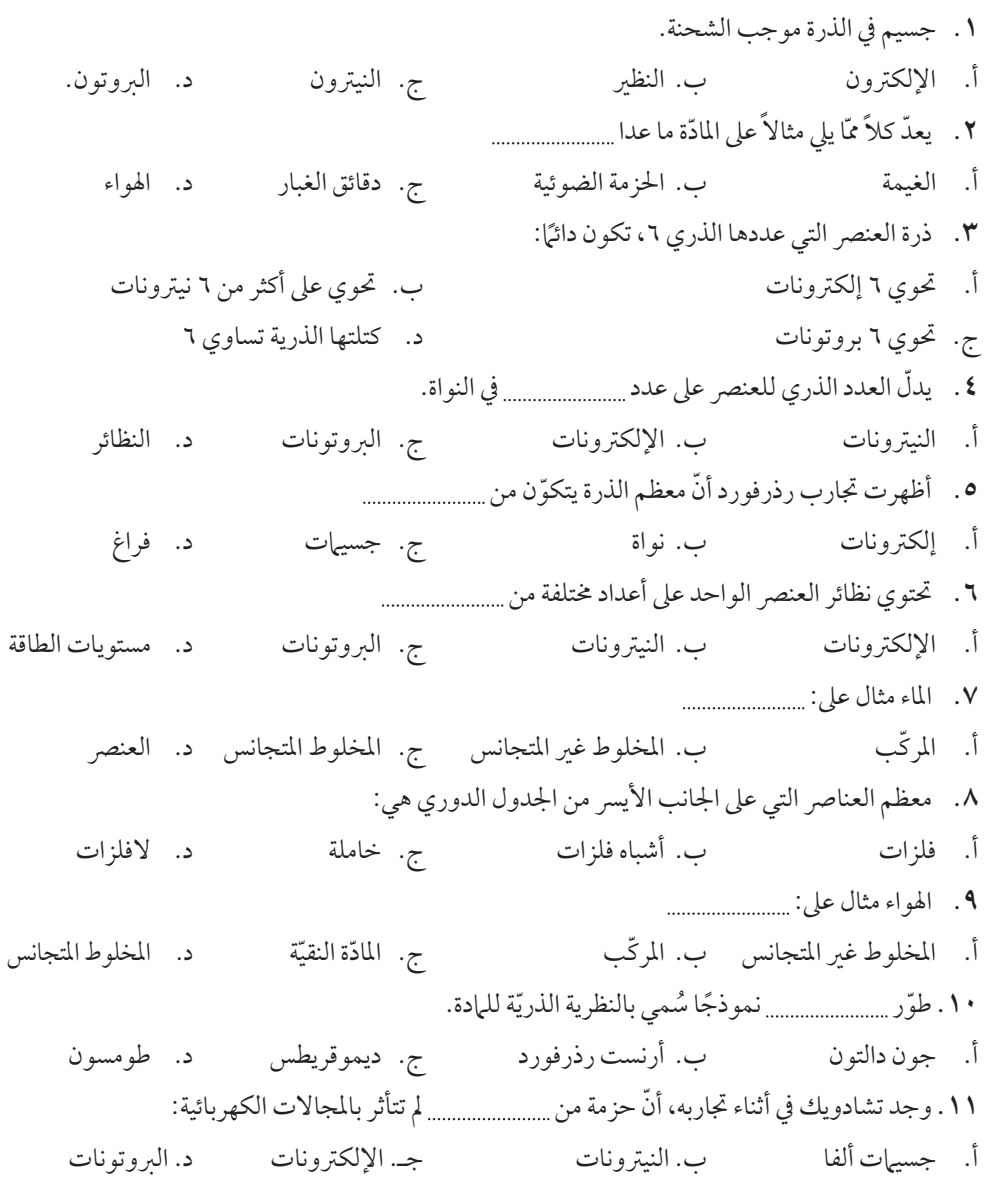 ١. جسيم في الذرة موجب الشحنة.
أ. الإلكترون ب. النظير ج. النيترون د. البروتون.
٢. يعدّ كلاً ممّا يلي مثالاً على المادّة ما عدا ..........................
أ. الغيمة ب. الحزمة الضوئية ج. دقائق الغبار د. الهواء
٣. ذرة العنصر التي عددها الذري ٦، تكون دائمًا:
أ. تحوي ٦ إلكترونات ب. تحوي على أكثر من ٦ نيترونات
ج. تحوي ٦ بروتونات د. كتلتها الذرية تساوي ٦
٤. يدلّ العدد الذري للعنصر على عدد .......................... في النواة.
أ. النيترونات ب. الإلكترونات ج. البروتونات د. النظائر
٥. أظهرت تجارب رذرفورد أنّ معظم الذرة يتكوّن من ..........................
أ. إلكترونات ب. نواة ج. جسيمات د. فراغ
٦. تحتوي نظائر العنصر الواحد على أعداد مختلفة من ..........................
أ. الإلكترونات ب. النيترونات ج. البروتونات د. مستويات الطاقة
٧. الماء مثال على: ..........................
أ. المركّب ب. المخلوط غير المتجانس ج. المخلوط المتجانس د. العنصر
٨. معظم العناصر التي على الجانب الأيسر من الجدول الدوري هي:
أ. فلزات ب. أشباه فلزات ج. خاملة د. لافلزات
٩. الهواء مثال على: ..........................
أ. المخلوط غير المتجانس ب. المركّب ج. المادّة النقيّة د. المخلوط المتجانس
١٠. طوّر .......................... نموذجًا سُمي بالنظرية الذريّة للمادة.
أ. جون دالتون ب. أرنست رذرفورد ج. ديموقريطس د. طومسون
١١. وجد تشادويك في أثناء تجاربه، أنّ حزمة من .......................... لم تتأثر بالمجالات الكهربائية:
أ. جسيمات ألفا ب. النيترونات جـ. الإلكترونات د. البروتونات